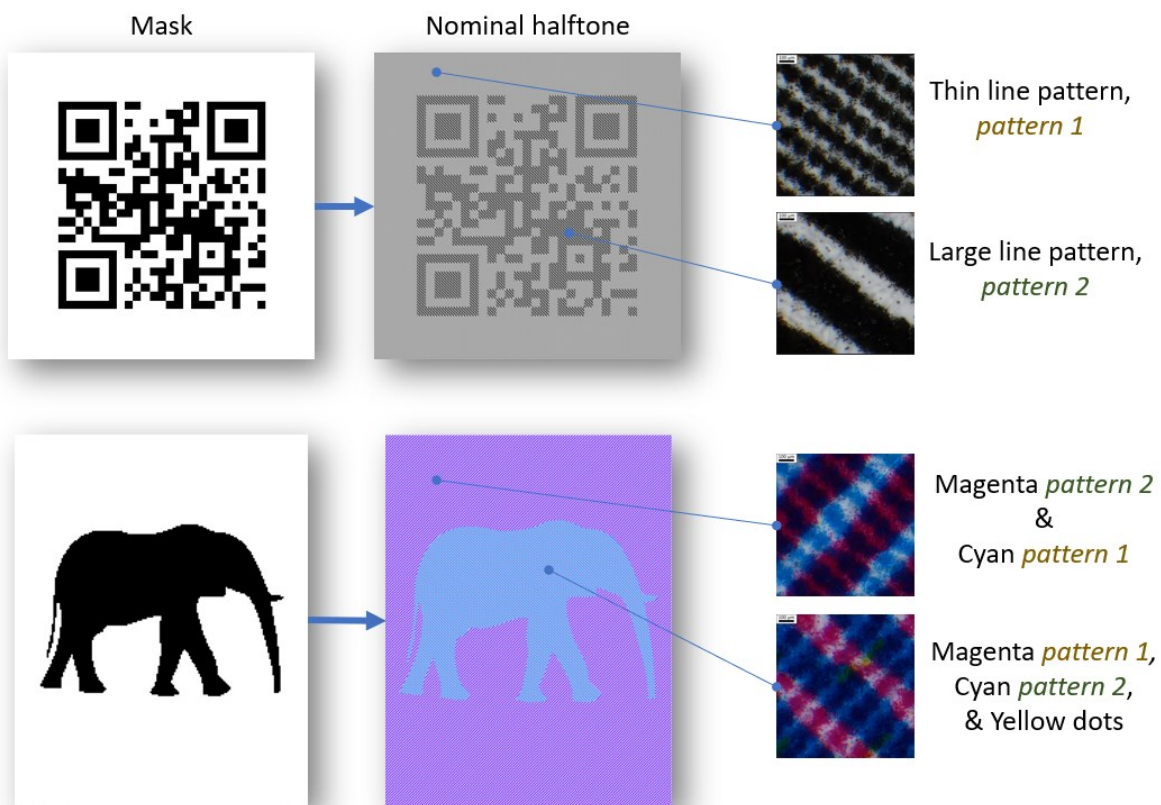 Mask
Nominal halftone
Thin line pattern,
pattern 1
Large line pattern,
pattern 2
Magenta pattern 2
&
Cyan pattern 1
Magenta pattern 1,
Cyan pattern 2,
& Yellow dots